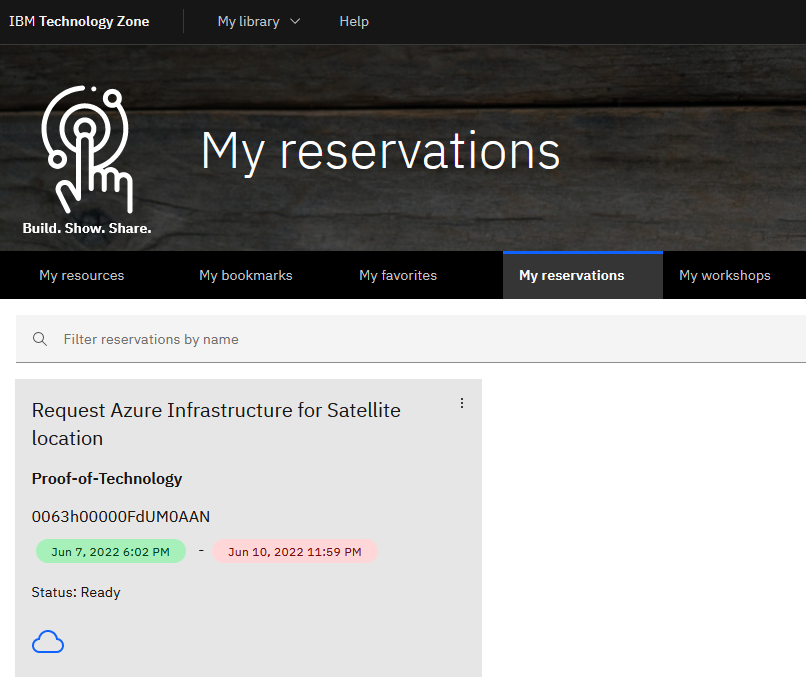 IBM Technology Zone My library Help
My reservations
Build. Show. Share.
My resources My bookmarks My favorites My reservations My workshops
Filter reservations by name
Request Azure Infrastructure for Satellite
location
Proof-of-Technology
0063h00000FdUM0AAN
Jun 7, 2022 6:02 PM - Jun 10, 2022 11:59 PM
Status: Ready